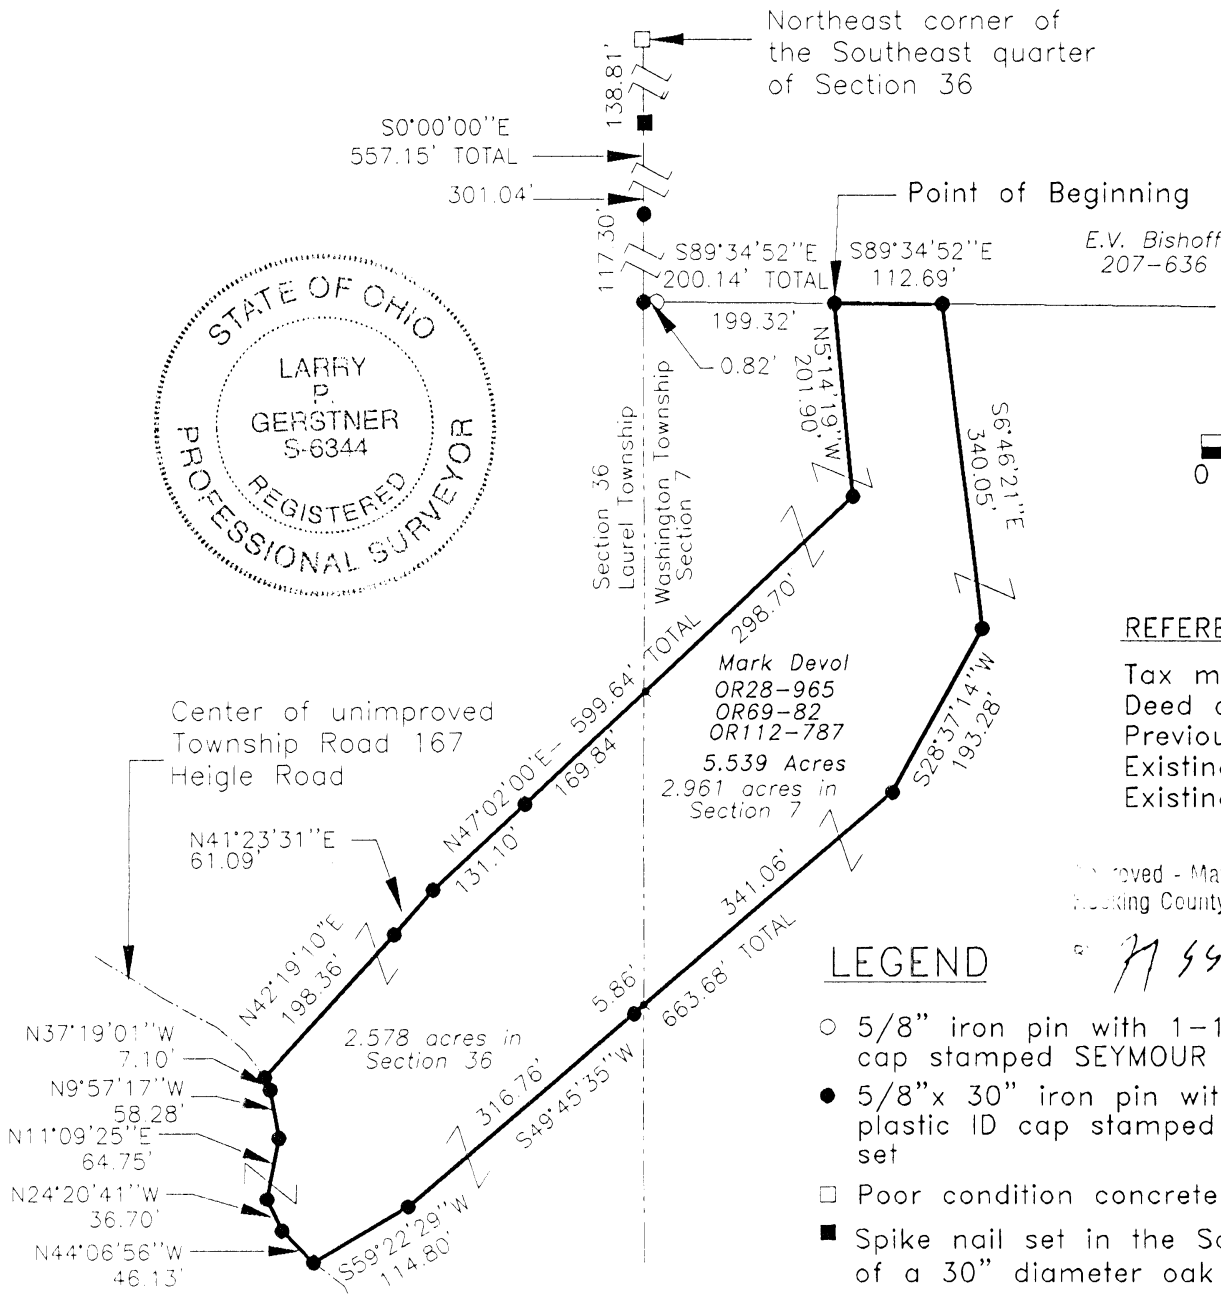 Northeast corner of
the Southeast quarter
of Section 36
138.81'
S0°00'00"E
557.15' TOTAL
301.04'
117.30'
Point of Beginning
E.V. Bishoff
207-636
S89°34'52"E
200.14' TOTAL
S89°34'52"E
112.69'
199.32'
0.82'
STATE OF OHIO
LARRY
P.
GERSTNER
S-6344
REGISTERED
PROFESSIONAL SURVEYOR
N5°14'19"W
201.90'
S6°46'21"E
340.05'
0
Section 36
Laurel Township
Washington Township
Section 7
298.70'
N47°02'00"E- 599.64' TOTAL
169.84'
131.10'
Mark Devol
OR28-965
OR69-82
OR112-787
5.539 Acres
2.961 acres in
Section 7
S28°37'14"W
193.28'
Tax
Deed
Center of unimproved
Township Road 167
Heigle Road
N41°23'31"E
61.09'
N42°19'10"E
198.36'
341.06'
663.68' TOTAL
5.86'
County
LEGEND
2.578 acres in
Section 36
316.76'
S49°45'35"W
N37°19'01"W
7.10'
N9°57'17"W
58.28'
N11°09'25"E
64.75'
N24°20'41"W
36.70'
N44°06'56"W
46.13'
S59°22'29"W
114.80'
5/8" iron pin with 1-1
cap stamped SEYMOUR
5/8"x 30" iron pin
plastic ID cap stamped
set
Poor condition concrete
Spike nail set in the
of a 30" diameter oak